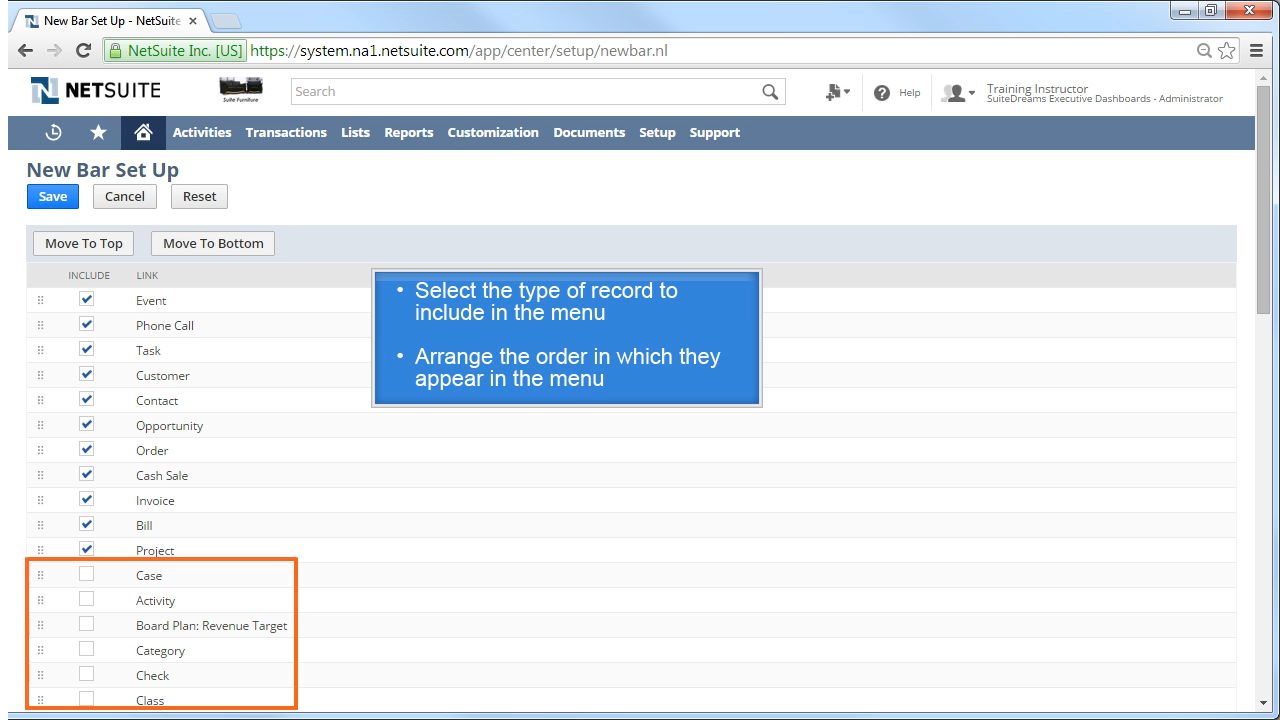 New Bar Set Up - NetSuite
NetSuite Inc. [US] https://system.na1.netsuite.com/app/center/setup/newbar.nl
NETSUITE
Suite Furniture
Search
Help
Training Instructor
SuiteDreams Executive Dashboards - Administrator
Activities Transactions Lists Reports Customization Documents Setup Support
New Bar Set Up
Save Cancel Reset
Move To Top Move To Bottom
INCLUDE LINK
Event
Phone Call
Task
Customer
Contact
Opportunity
Order
Cash Sale
Invoice
Bill
Project
Case
Activity
Board Plan: Revenue Target
Category
Check
Class
• Select the type of record to
include in the menu
• Arrange the order in which they
appear in the menu